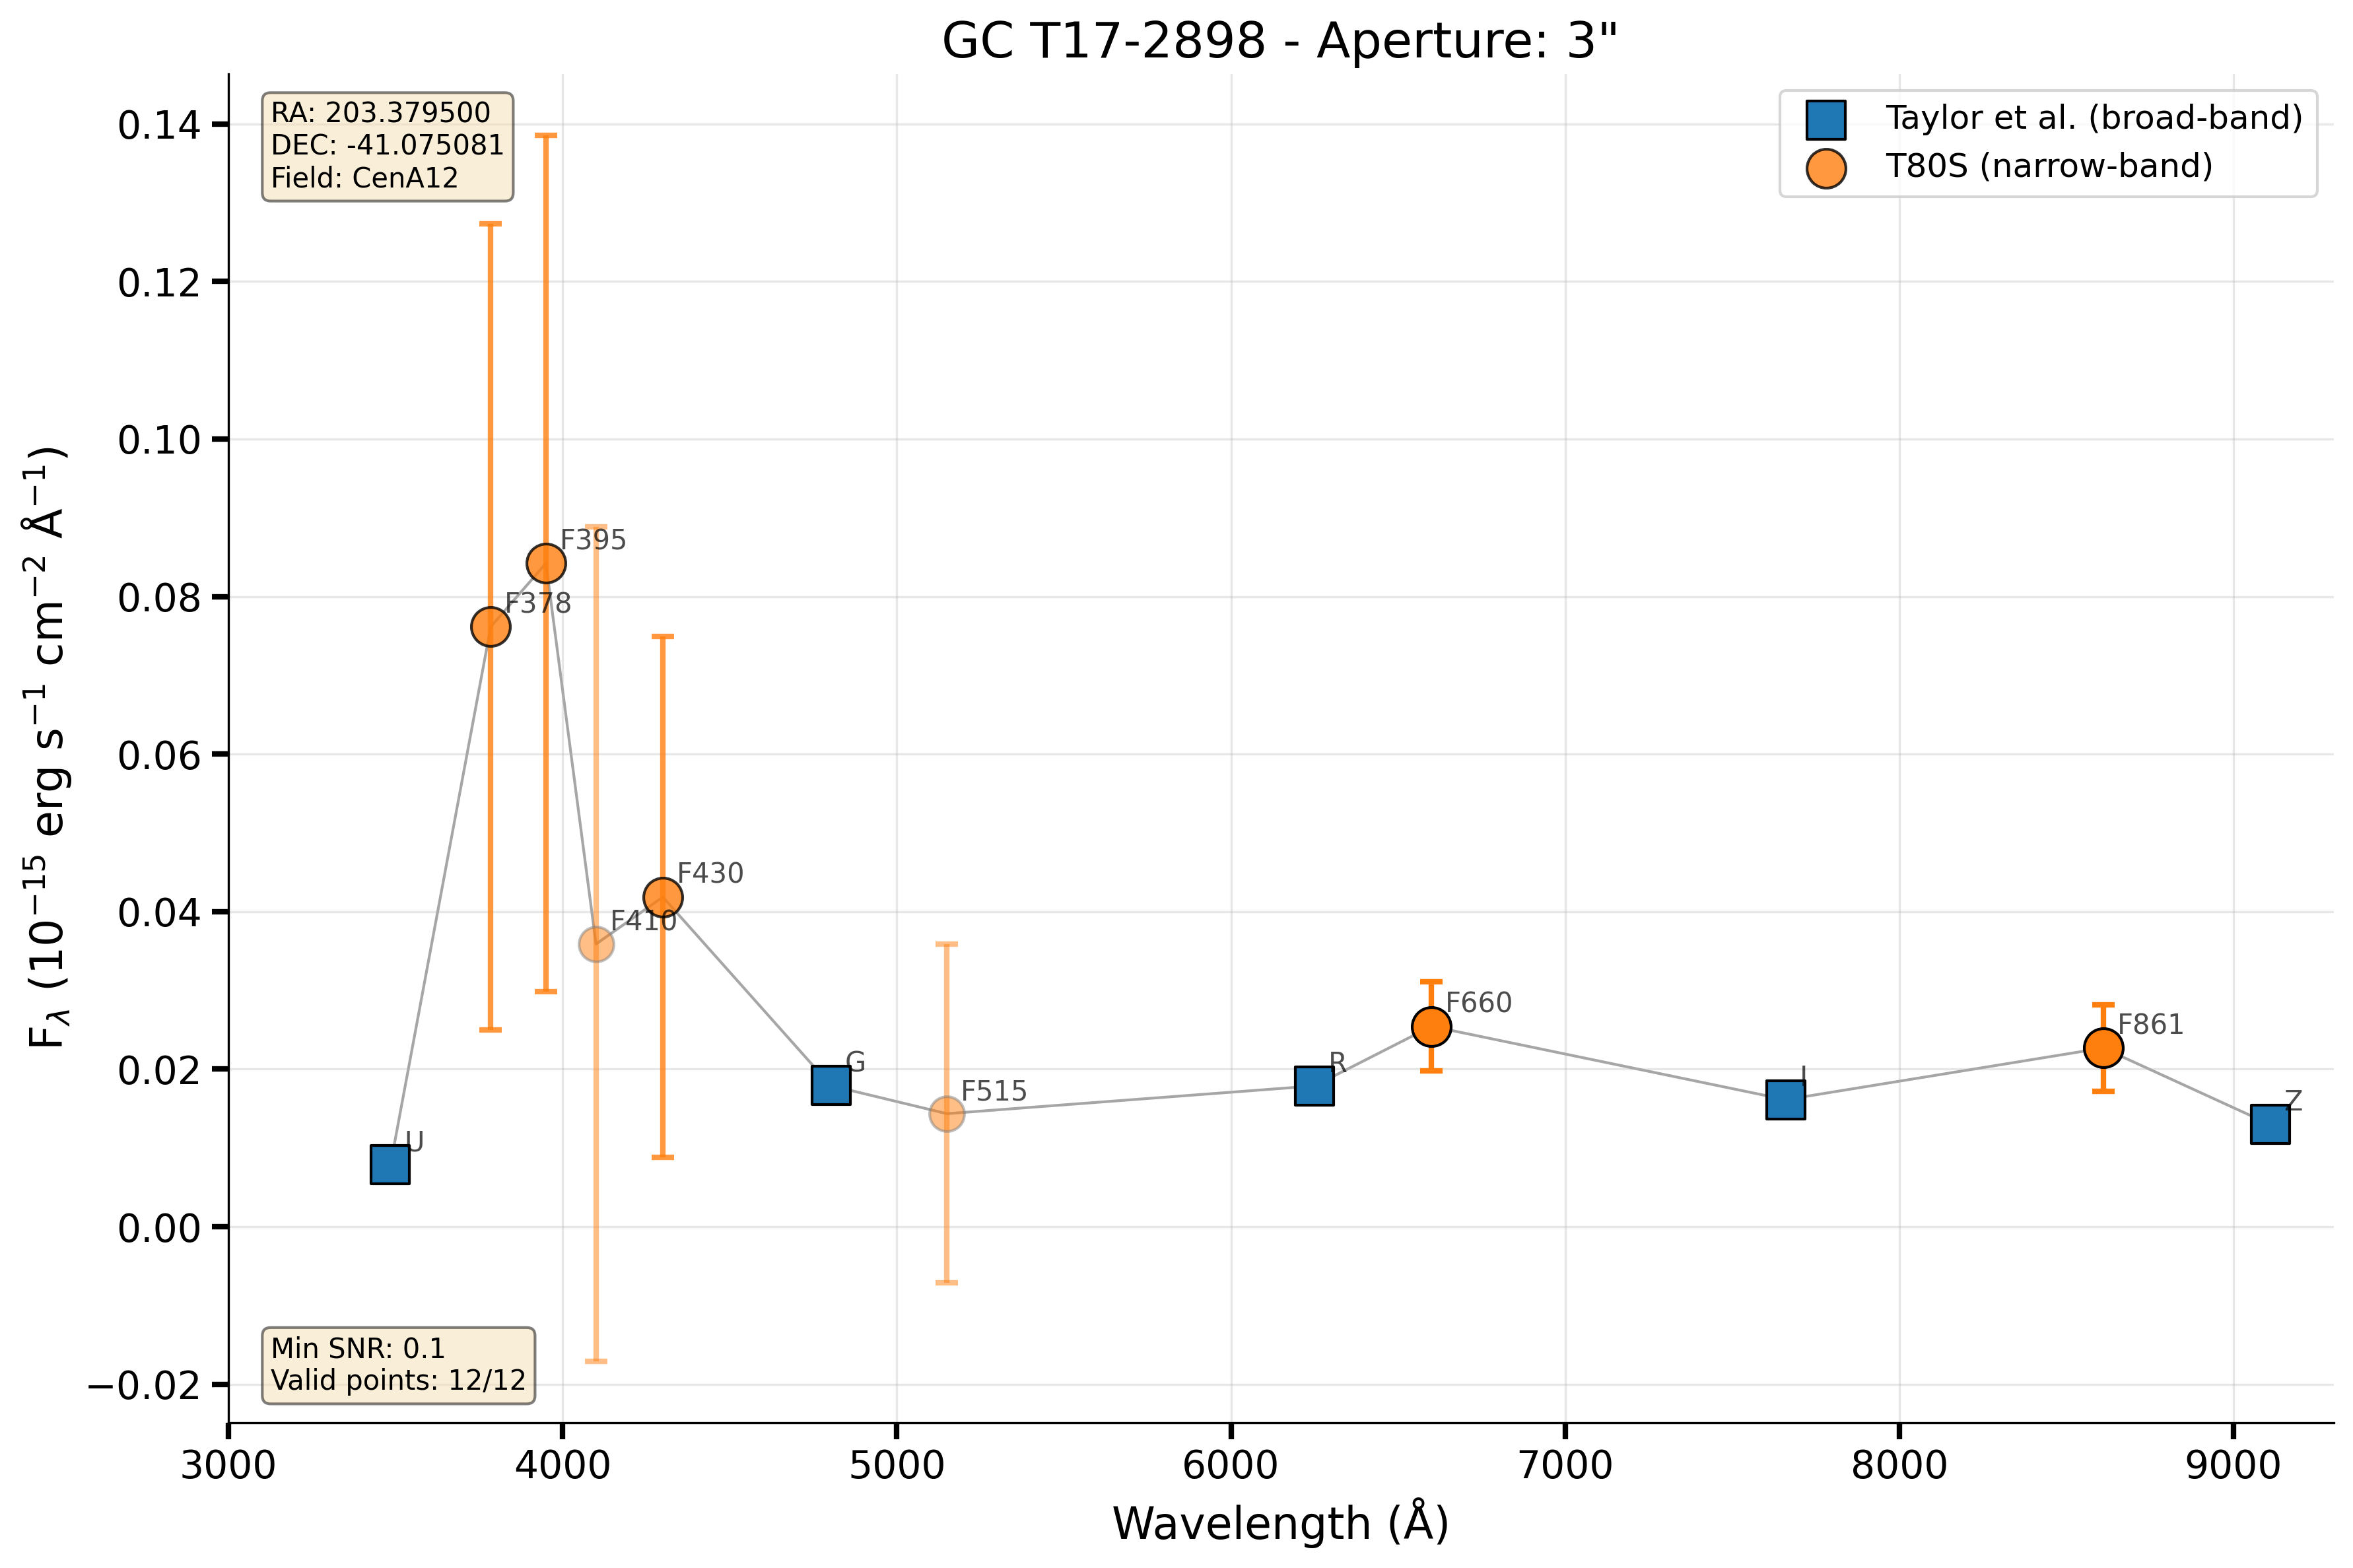 GC T17-2898 - Aperture: 3"
RA: 203.379500
DEC: -41.075081
Field: CenA12
Taylor et al. (broad-band)
T80S (narrow-band)
0.14
0.12
0.10
0.08
0.06
0.04
0.02
0.00
−0.02
F_λ (10⁻¹⁵ erg s⁻¹ cm⁻² Å⁻¹)
U
F378
F395
F410
F430
G
F515
R
F660
I
F861
Z
Min SNR: 0.1
Valid points: 12/12
3000 4000 5000 6000 7000 8000 9000
Wavelength (Å)